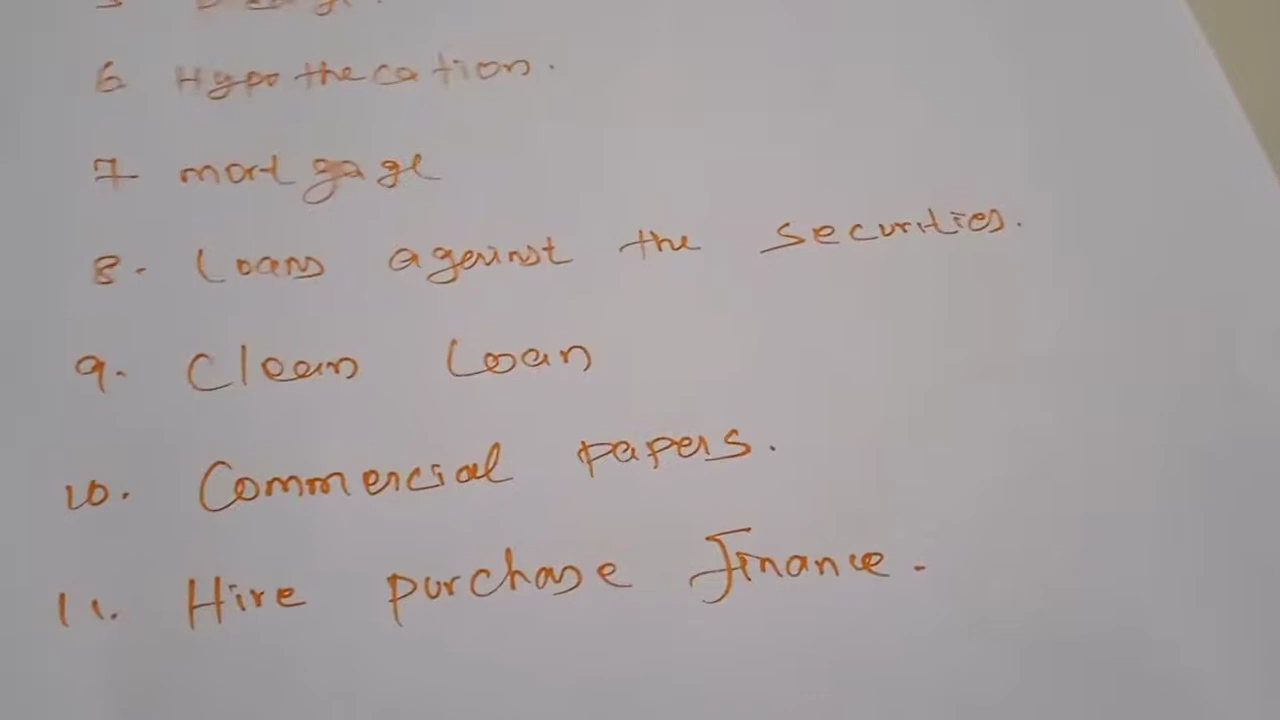 6 Hypothecation.
7 mortgage
8. Loans against the securities.
9. Clean Loan
10. Commercial papers.
11. Hire purchase finance.